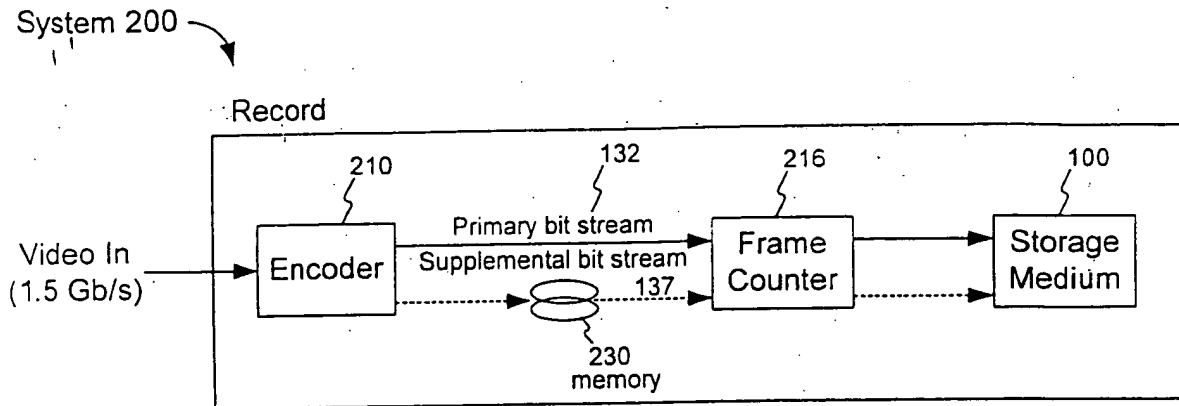 System 200
Record
210
132
216
100
Video In
(1.5 Gb/s)
Encoder
Primary bit stream
Supplemental bit stream
137
Frame
Counter
Storage
Medium
230
memory